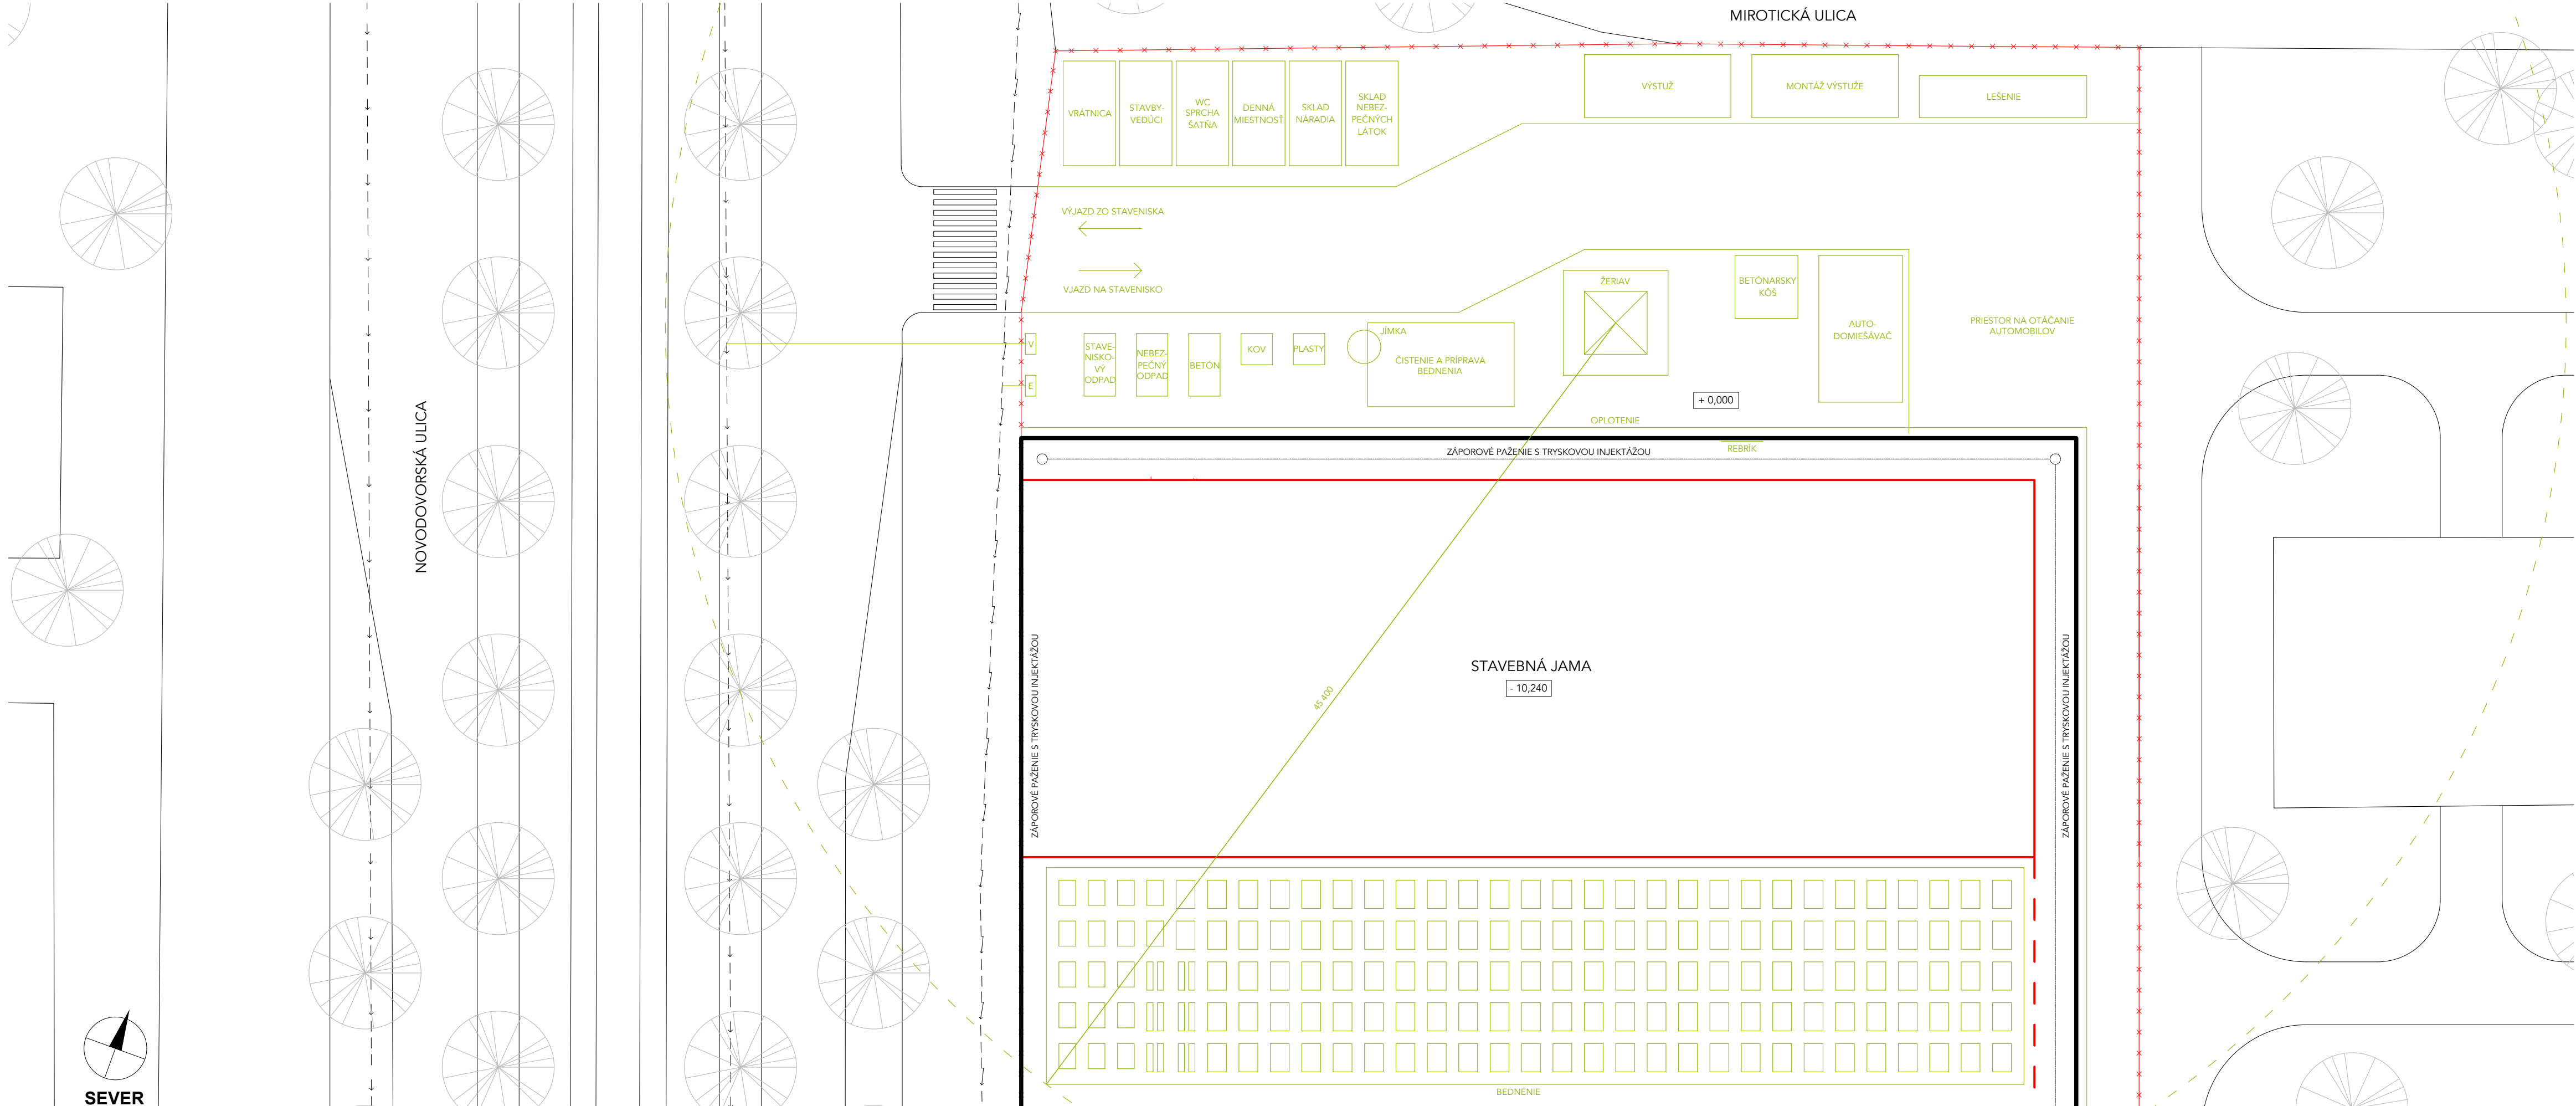 MIROTICKÁ ULICA
VRÁTNICA
STAVBY-
VEDÚCI
WC
SPRCHA
ŠATŇA
DENNÁ
MIESTNOSŤ
SKLAD
NÁRADIA
SKLAD
NEBEZ-
PEČNÝCH
LÁTOK
VÝSTUŽ
MONTÁŽ VÝSTUŽE
LEŠENIE
VÝJAZD ZO STAVENISKA
VJAZD NA STAVENISKO
V
E
STAVE-
NISKO-
VÝ
ODPAD
NEBEZ-
PEČNÝ
ODPAD
BETÓN
KOV
PLASTY
JÍMKA
ČISTENIE A PRÍPRAVA
BEDNENIA
ŽERIAV
BETÓNARSKY
KÔŠ
AUTO-
DOMIEŠÁVAČ
PRIESTOR NA OTÁČANIE
AUTOMOBILOV
+ 0,000
OPLOTENIE
REBRÍK
ZÁPOROVÉ PAŽENIE S TRYSKOVOU INJEKTÁŽOU
NOVODOVORSKÁ ULICA
ZÁPOROVÉ PAŽENIE S TRYSKOVOU INJEKTÁŽOU
STAVEBNÁ JAMA
- 10,240
45 400
ZÁPOROVÉ PAŽENIE S TRYSKOVOU INJEKTÁŽOU
BEDNENIE
SEVER